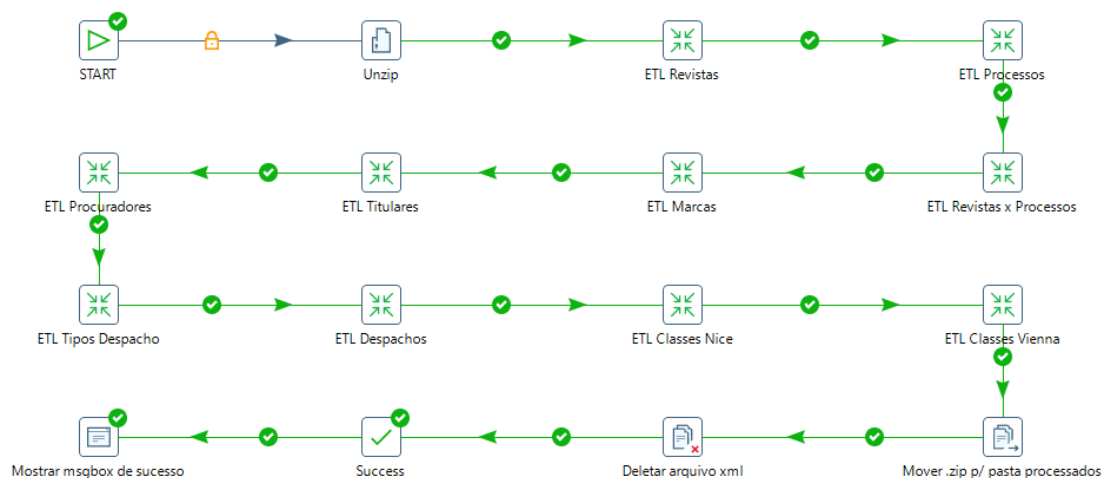 START
Unzip
ETL Revistas
ETL Processos
ETL Procuradores
ETL Titulares
ETL Marcas
ETL Revistas x Processos
ETL Tipos Despacho
ETL Despachos
ETL Classes Nice
ETL Classes Vienna
Mostrar msgbox de sucesso
Success
Deletar arquivo xml
Mover .zip p/ pasta processados